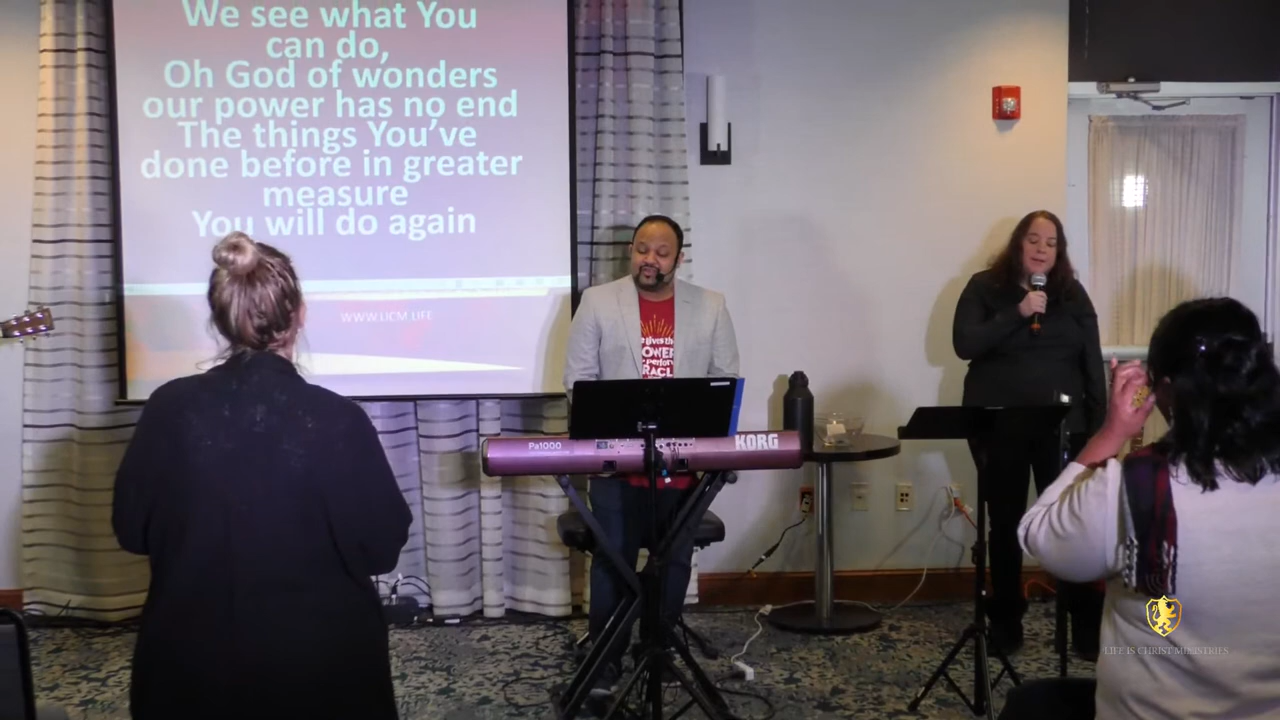 We see what You
can do,
Oh God of wonders
our power has no end
The things You've
done before in greater
measure
You will do again
WWW.LICM.LIFE
Pa1000
KORG
LIFE IS CHRIST MINISTRIES